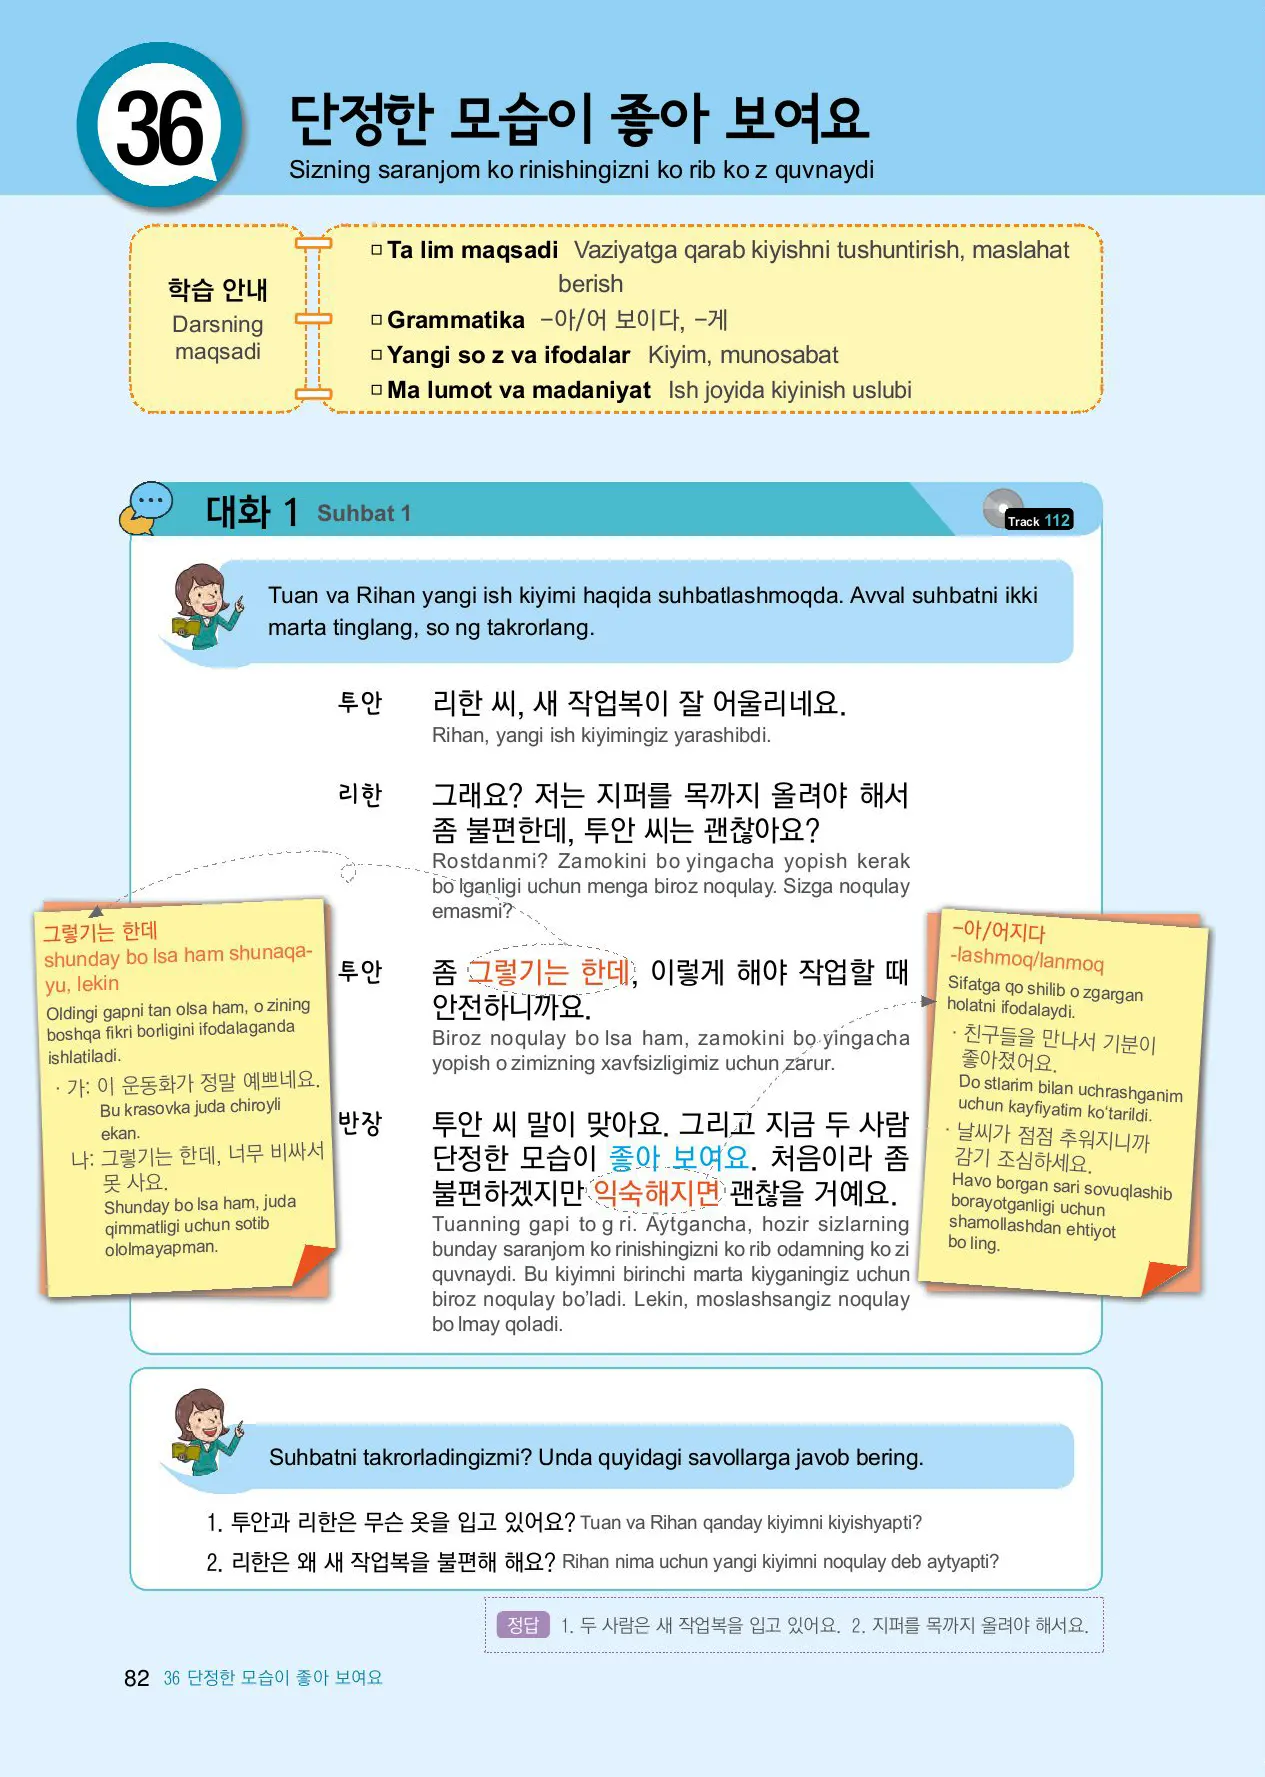 36
단정한 모습이 좋아 보여요
Sizning saranjom ko rinishingizni ko rib ko z quvnaydi
학습 안내
Darsning
maqsadi
□ Ta lim maqsadi Vaziyatga qarab kiyishni tushuntirish, maslahat
berish
□ Grammatika -아/어 보이다, -게
□ Yangi so z va ifodalar Kiyim, munosabat
□ Ma lumot va madaniyat Ish joyida kiyinish uslubi
대화 1 Suhbat 1
Track 112
Tuan va Rihan yangi ish kiyimi haqida suhbatlashmoqda. Avval suhbatni ikki
marta tinglang, so ng takrorlang.
투안 리한 씨, 새 작업복이 잘 어울리네요.
Rihan, yangi ish kiyimingiz yarashibdi.
리한 그래요? 저는 지퍼를 목까지 올려야 해서
좀 불편한데, 투안 씨는 괜찮아요?
Rostdanmi? Zamokini bo yingacha yopish kerak
bo lganligi uchun menga biroz noqulay. Sizga noqulay
emasmi?
투안 좀 그렇기는 한데, 이렇게 해야 작업할 때
안전하니까요.
Biroz noqulay bo lsa ham, zamokini bo yingacha
yopish o zimizning xavfsizligimiz uchun zarur.
반장 투안 씨 말이 맞아요. 그리고 지금 두 사람
단정한 모습이 좋아 보여요. 처음이라 좀
불편하겠지만 익숙해지면 괜찮을 거예요.
Tuanning gapi to g ri. Aytgancha, hozir sizlarning
bunday saranjom ko rinishingizni ko rib odamning ko zi
quvnaydi. Bu kiyimni birinchi marta kiyganingiz uchun
biroz noqulay bo'ladi. Lekin, moslashsangiz noqulay
bo lmay qoladi.
그렇기는 한데
shunday bo lsa ham shunaqa-
yu, lekin
Oldingi gapni tan olsa ham, o zining
boshqa fikri borligini ifodalaganda
ishlatiladi.
· 가: 이 운동화가 정말 예쁘네요.
Bu krasovka juda chiroyli
ekan.
나: 그렇기는 한데, 너무 비싸서
못 사요.
Shunday bo lsa ham, juda
qimmatligi uchun sotib
ololmayapman.
-아/어지다
-lashmoq/lanmoq
Sifatga qo shilib o zgargan
holatni ifodalaydi.
· 친구들을 만나서 기분이
좋아졌어요.
Do stlarim bilan uchrashganim
uchun kayfiyatim ko'tarildi.
· 날씨가 점점 추워지니까
감기 조심하세요.
Havo borgan sari sovuqlashib
borayotganligi uchun
shamollashdan ehtiyot
bo ling.
Suhbatni takrorladingizmi? Unda quyidagi savollarga javob bering.
1. 투안과 리한은 무슨 옷을 입고 있어요? Tuan va Rihan qanday kiyimni kiyishyapti?
2. 리한은 왜 새 작업복을 불편해 해요? Rihan nima uchun yangi kiyimni noqulay deb aytyapti?
정답 1. 두 사람은 새 작업복을 입고 있어요. 2. 지퍼를 목까지 올려야 해서요.
82 36 단정한 모습이 좋아 보여요